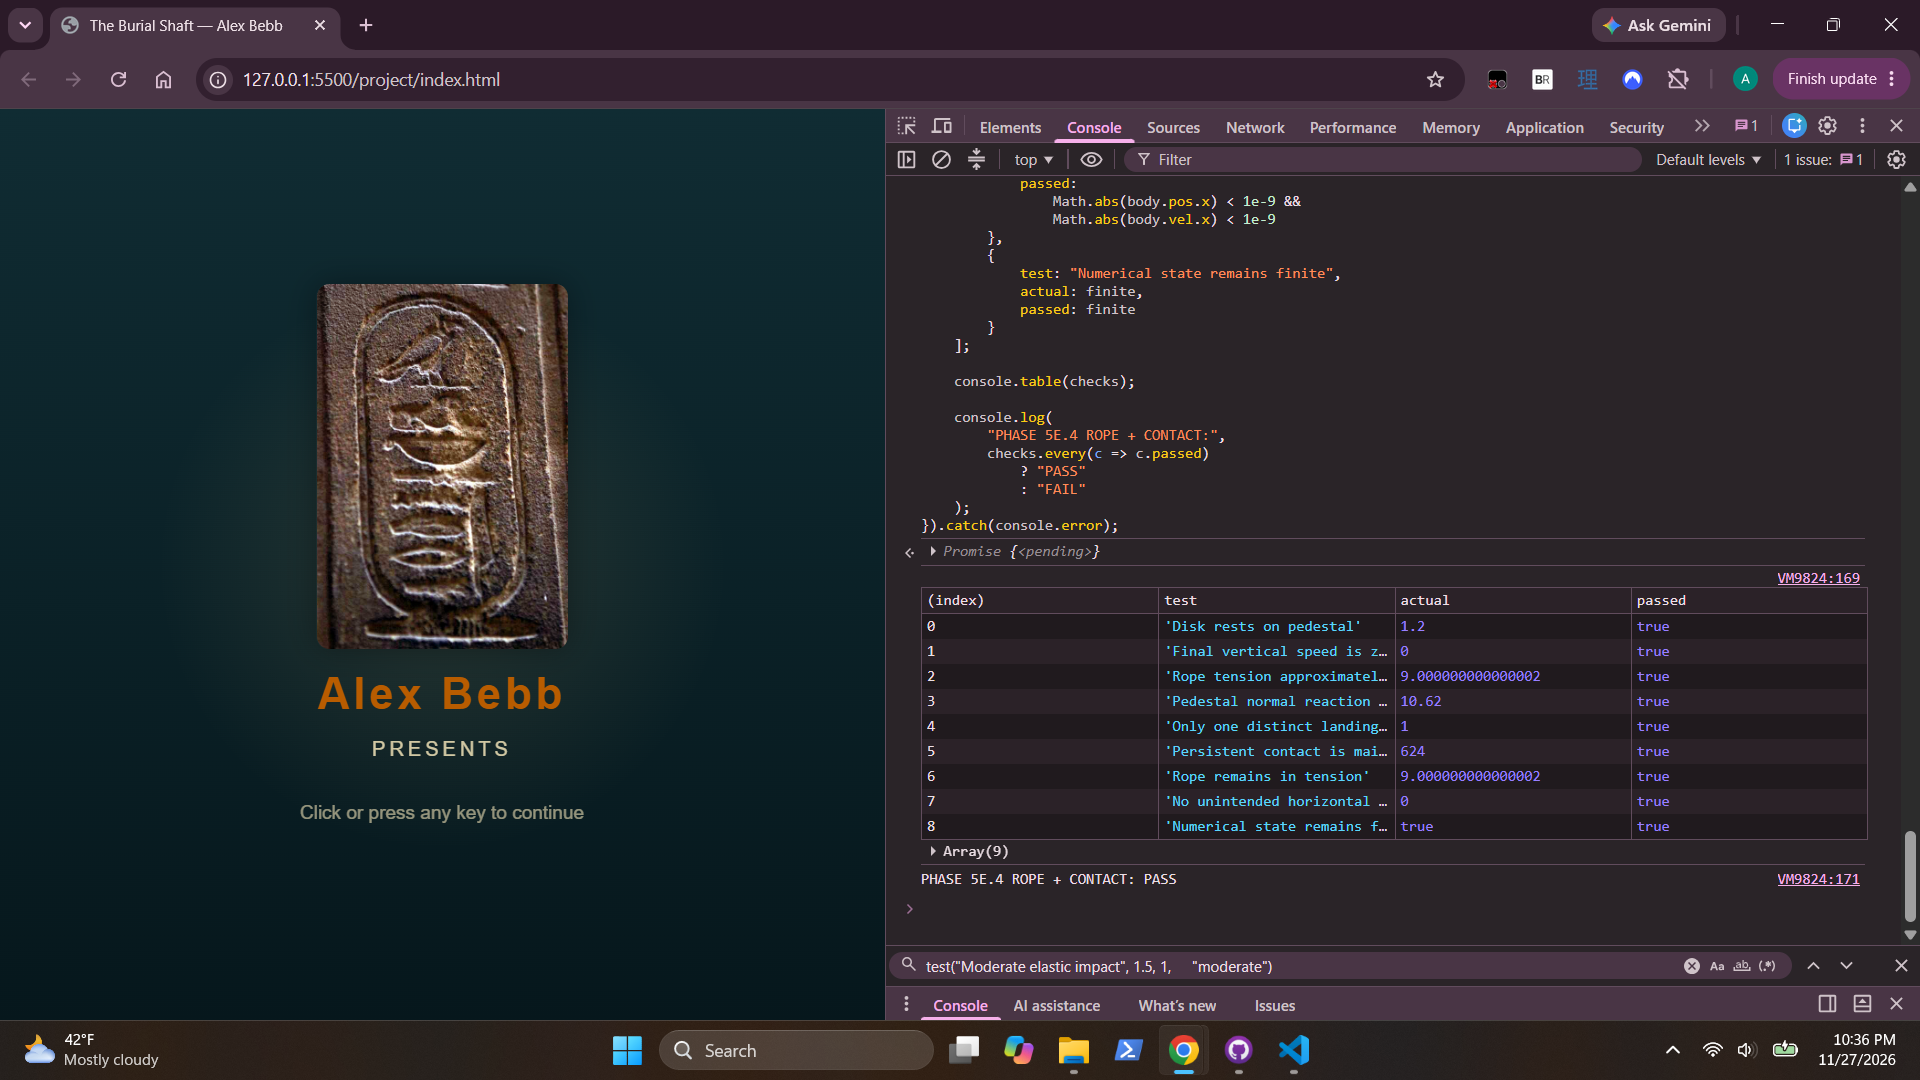 The Burial Shaft — Alex Bebb
Ask Gemini
127.0.0.1:5500/project/index.html
BR
理
A
Finish update
Alex Bebb
PRESENTS
Click or press any key to continue
Elements Console Sources Network Performance Memory Application Security
1
top
Filter
Default levels
1 issue:
1
passed:
Math.abs(body.pos.x) < 1e-9 &&
Math.abs(body.vel.x) < 1e-9
},
{
test: "Numerical state remains finite",
actual: finite,
passed: finite
}
];
console.table(checks);
console.log(
"PHASE 5E.4 ROPE + CONTACT:",
checks.every(c => c.passed)
? "PASS"
: "FAIL"
);
}).catch(console.error);
Promise {<pending>}
VM9824:169
(index) test actual passed
0 'Disk rests on pedestal' 1.2 true
1 'Final vertical speed is z… 0 true
2 'Rope tension approximatel… 9.000000000000002 true
3 'Pedestal normal reaction … 10.62 true
4 'Only one distinct landing… 1 true
5 'Persistent contact is mai… 624 true
6 'Rope remains in tension' 9.000000000000002 true
7 'No unintended horizontal … 0 true
8 'Numerical state remains f… true true
Array(9)
PHASE 5E.4 ROPE + CONTACT: PASS
VM9824:171
test("Moderate elastic impact", 1.5, 1, "moderate")
Aa ab (.*)
Console AI assistance What's new Issues
42°F
Mostly cloudy
Search
10:36 PM
11/27/2026